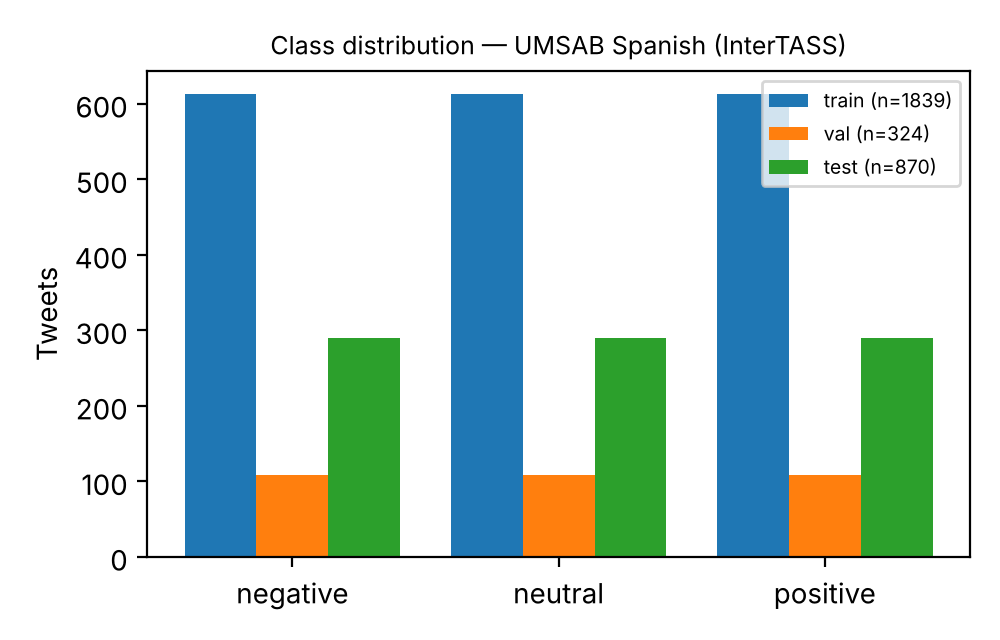 Class distribution — UMSAB Spanish (InterTASS)
train (n=1839)
val (n=324)
test (n=870)
Tweets
600
500
400
300
200
100
0
negative
neutral
positive